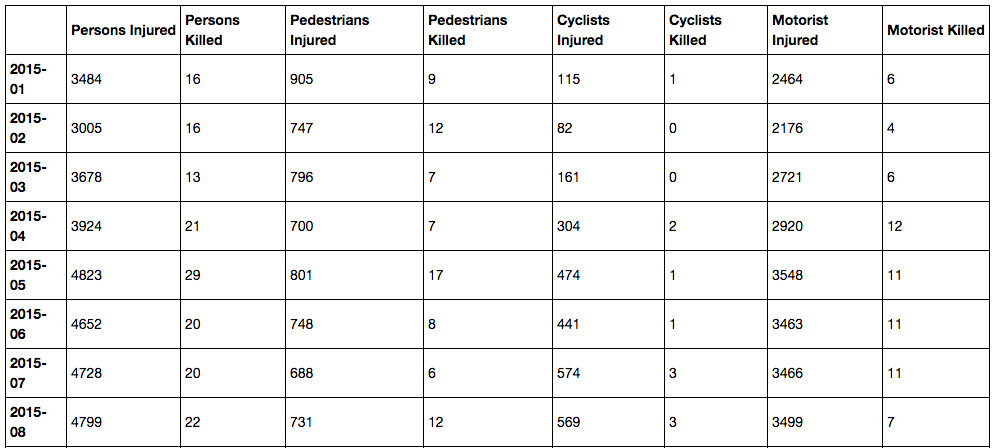 Persons Injured Persons Killed Pedestrians Injured Pedestrians Killed Cyclists Injured Cyclists Killed Motorist Injured Motorist Killed
2015-01 3484 16 905 9 115 1 2464 6
2015-02 3005 16 747 12 82 0 2176 4
2015-03 3678 13 796 7 161 0 2721 6
2015-04 3924 21 700 7 304 2 2920 12
2015-05 4823 29 801 17 474 1 3548 11
2015-06 4652 20 748 8 441 1 3463 11
2015-07 4728 20 688 6 574 3 3466 11
2015-08 4799 22 731 12 569 3 3499 7